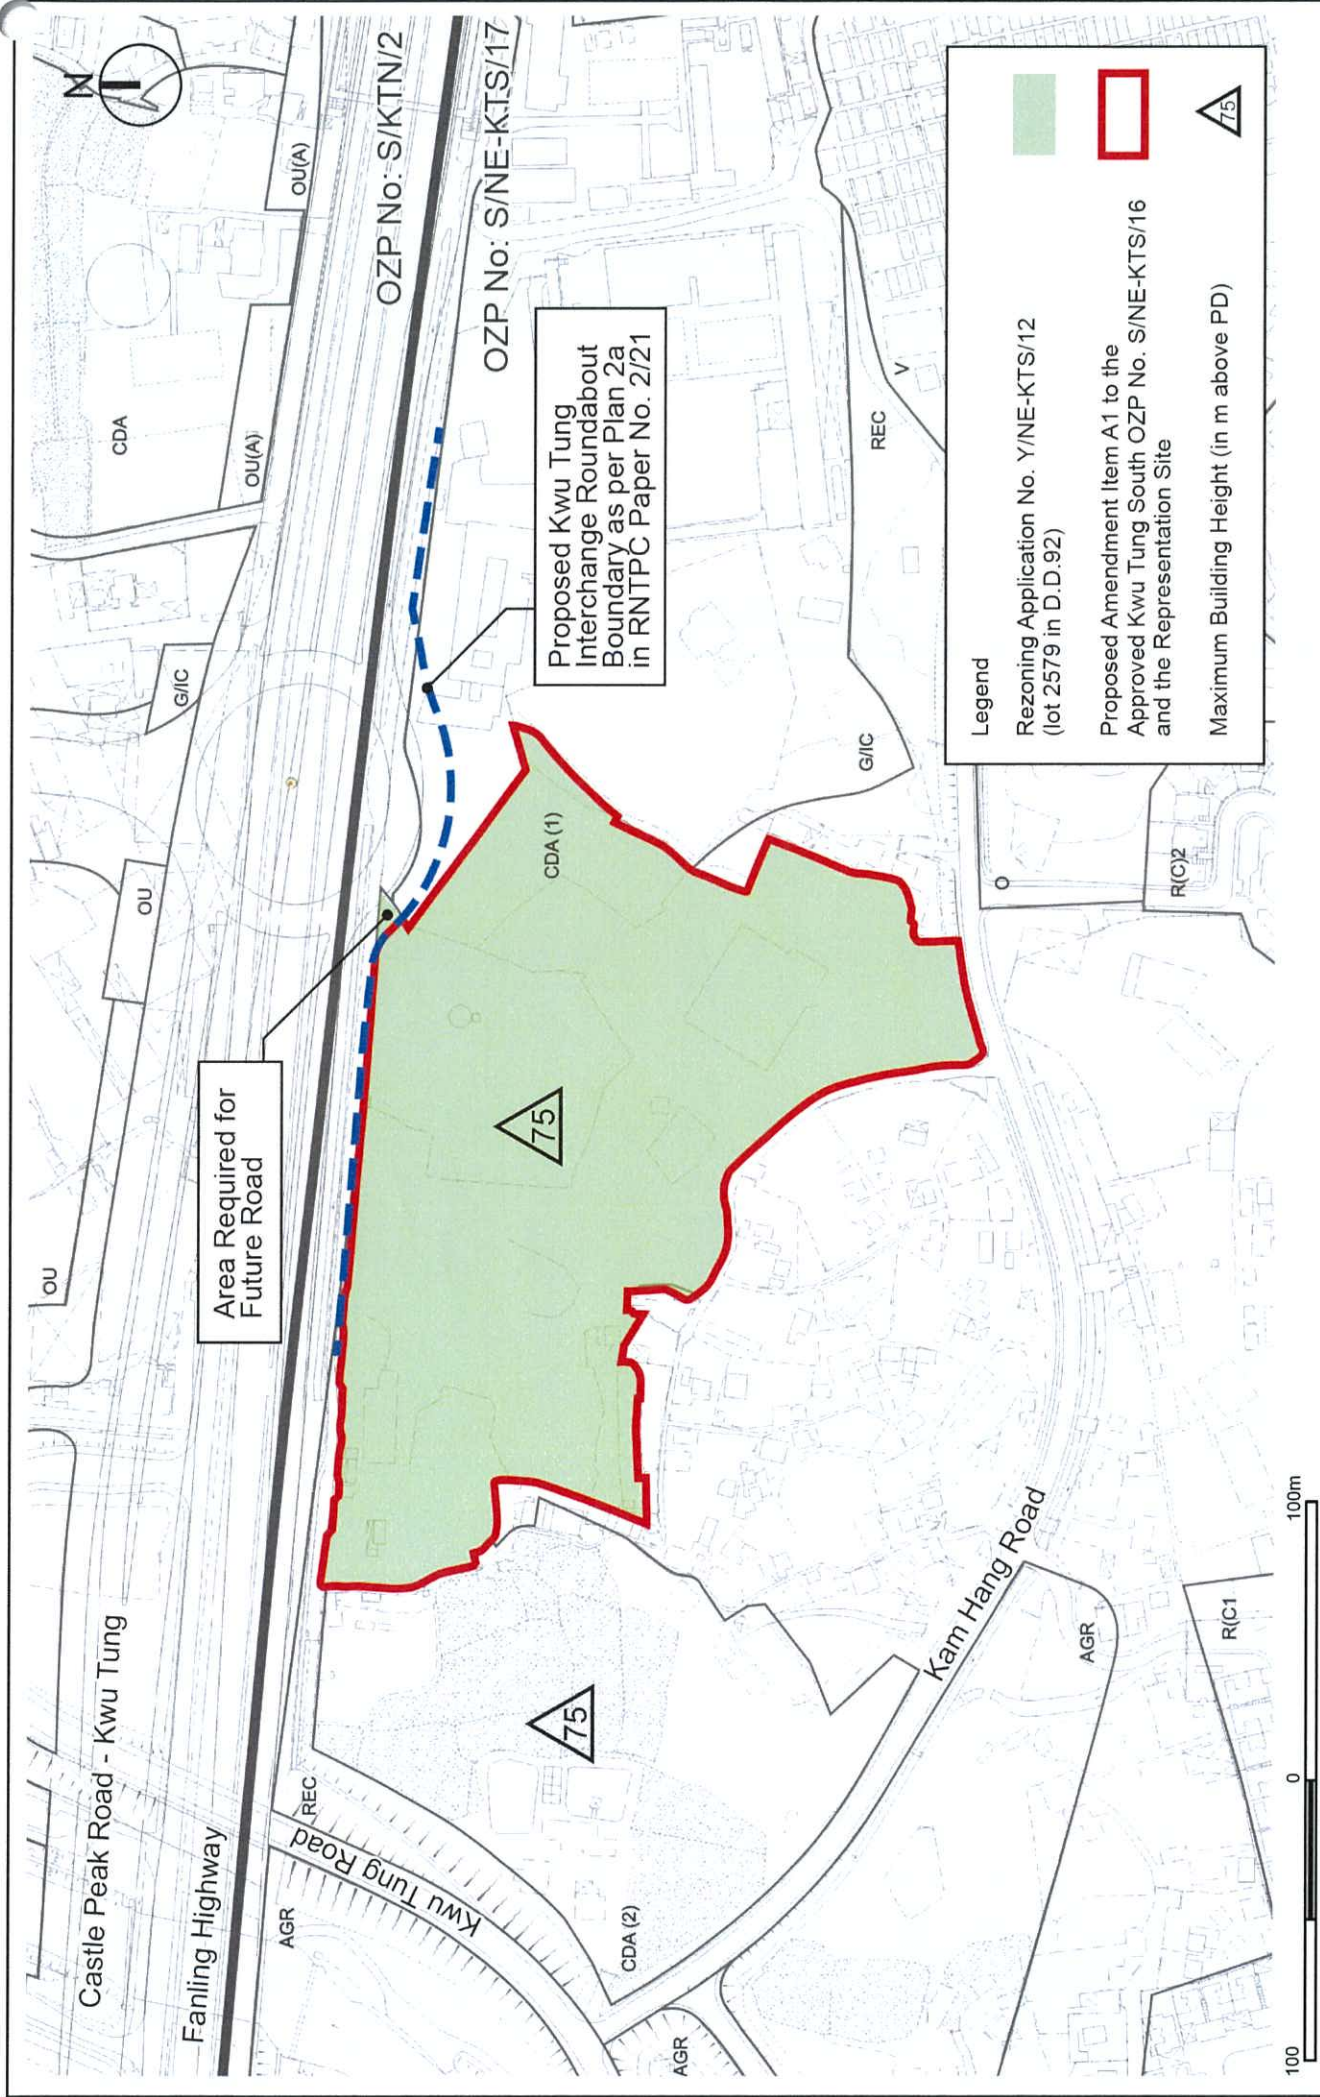 N
OU
OU
G/IC
CDA
OU(A)
OU(A)
OZP No: S/KTN/2
OZP No: S/NE-KTS/17
Castle Peak Road - Kwu Tung
Fanling Highway
Area Required for
Future Road
Proposed Kwu Tung
Interchange Roundabout
Boundary as per Plan 2a
in RNTPC Paper No. 2/21
REC
AGR
Kwu Tung Road
CDA (2)
AGR
75
75
CDA (1)
G/IC
REC
V
O
R(C)2
Kam Hang Road
AGR
R(C1
Legend
Rezoning Application No. Y/NE-KTS/12
(lot 2579 in D.D.92)
Proposed Amendment Item A1 to the
Approved Kwu Tung South OZP No. S/NE-KTS/16
and the Representation Site
Maximum Building Height (in m above PD)
75
100
0
100m